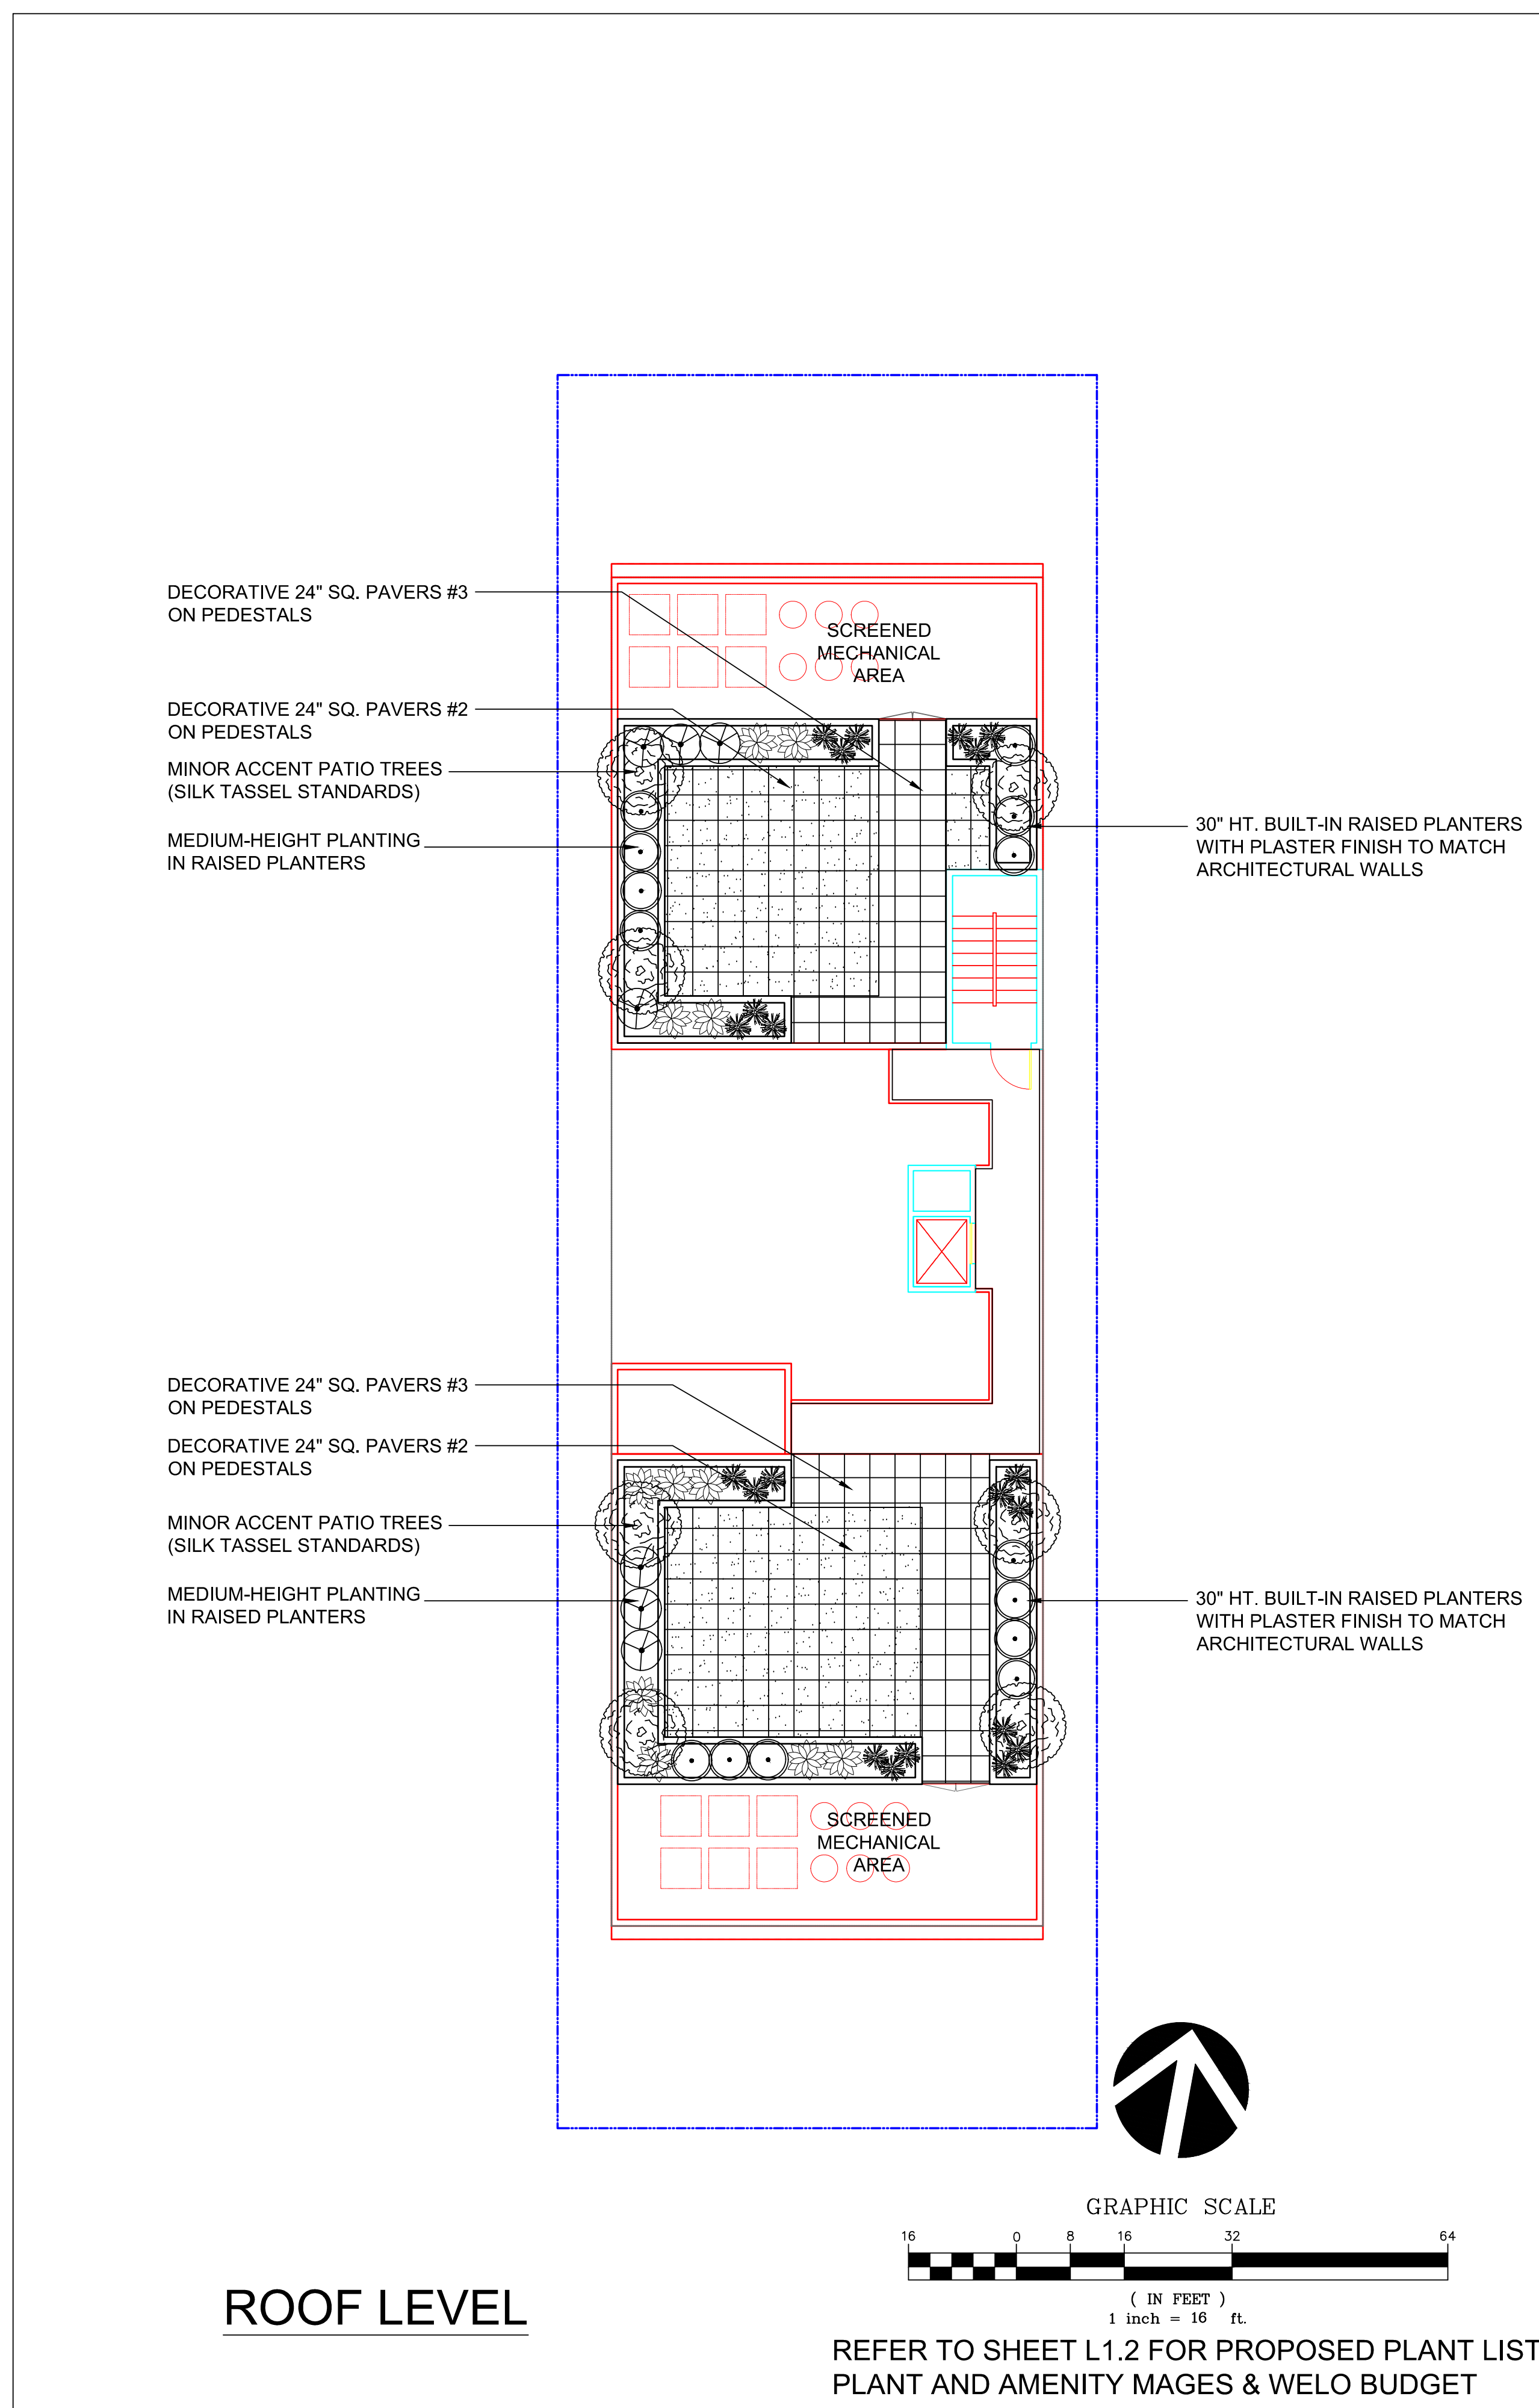 DECORATIVE 24" SQ. PAVERS #3
ON PEDESTALS
SCREENED
MECHANICAL
AREA
DECORATIVE 24" SQ. PAVERS #2
ON PEDESTALS
MINOR ACCENT PATIO TREES
(SILK TASSEL STANDARDS)
MEDIUM-HEIGHT PLANTING
IN RAISED PLANTERS
30" HT. BUILT-IN RAISED PLANTERS
WITH PLASTER FINISH TO MATCH
ARCHITECTURAL WALLS
DECORATIVE 24" SQ. PAVERS #3
ON PEDESTALS
DECORATIVE 24" SQ. PAVERS #2
ON PEDESTALS
MINOR ACCENT PATIO TREES
(SILK TASSEL STANDARDS)
MEDIUM-HEIGHT PLANTING
IN RAISED PLANTERS
30" HT. BUILT-IN RAISED PLANTERS
WITH PLASTER FINISH TO MATCH
ARCHITECTURAL WALLS
SCREENED
MECHANICAL
AREA
GRAPHIC SCALE
16 0 8 16 32 64
( IN FEET )
1 inch = 16 ft.
ROOF LEVEL
REFER TO SHEET L1.2 FOR PROPOSED PLANT LIST
PLANT AND AMENITY MAGES & WELO BUDGET